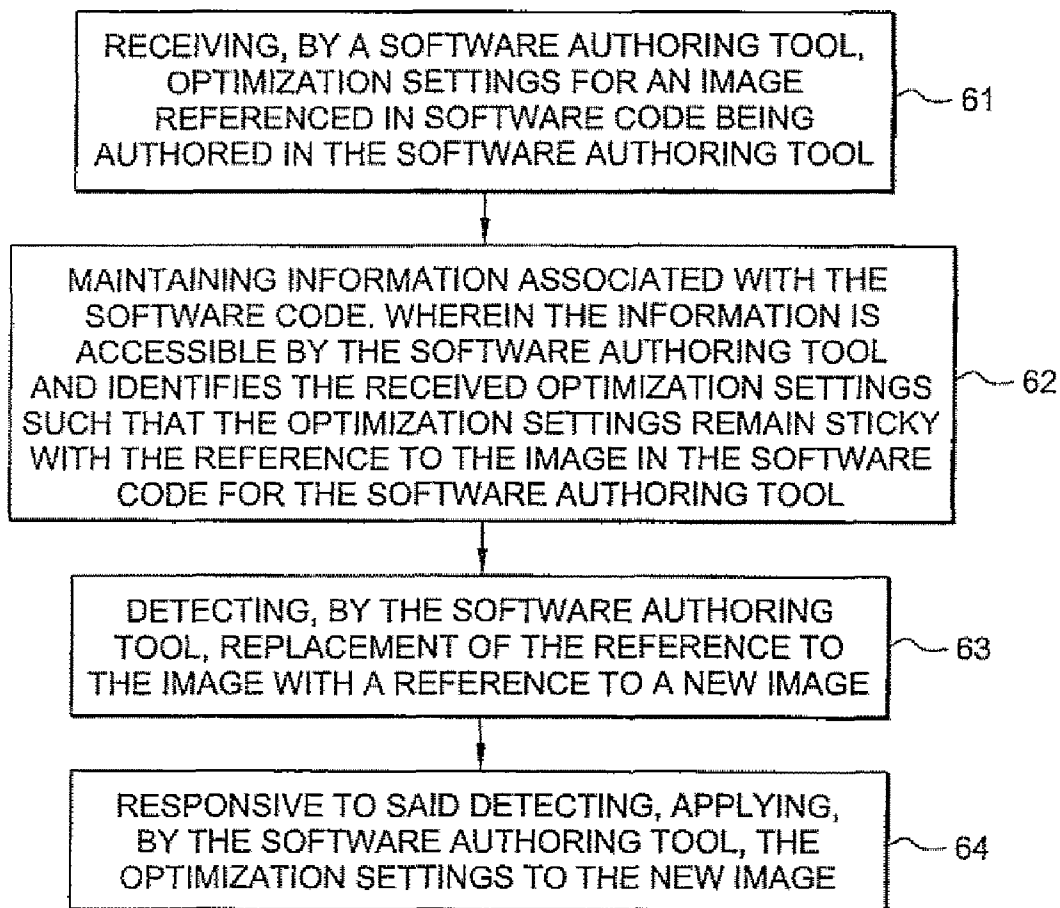 RECEIVING, BY A SOFTWARE AUTHORING TOOL,
OPTIMIZATION SETTINGS FOR AN IMAGE
REFERENCED IN SOFTWARE CODE BEING
AUTHORED IN THE SOFTWARE AUTHORING TOOL
61
MAINTAINING INFORMATION ASSOCIATED WITH THE
SOFTWARE CODE. WHEREIN THE INFORMATION IS
ACCESSIBLE BY THE SOFTWARE AUTHORING TOOL
AND IDENTIFIES THE RECEIVED OPTIMIZATION SETTINGS
SUCH THAT THE OPTIMIZATION SETTINGS REMAIN STICKY
WITH THE REFERENCE TO THE IMAGE IN THE SOFTWARE
CODE FOR THE SOFTWARE AUTHORING TOOL
62
DETECTING, BY THE SOFTWARE AUTHORING
TOOL, REPLACEMENT OF THE REFERENCE TO
THE IMAGE WITH A REFERENCE TO A NEW IMAGE
63
RESPONSIVE TO SAID DETECTING, APPLYING,
BY THE SOFTWARE AUTHORING TOOL, THE
OPTIMIZATION SETTINGS TO THE NEW IMAGE
64